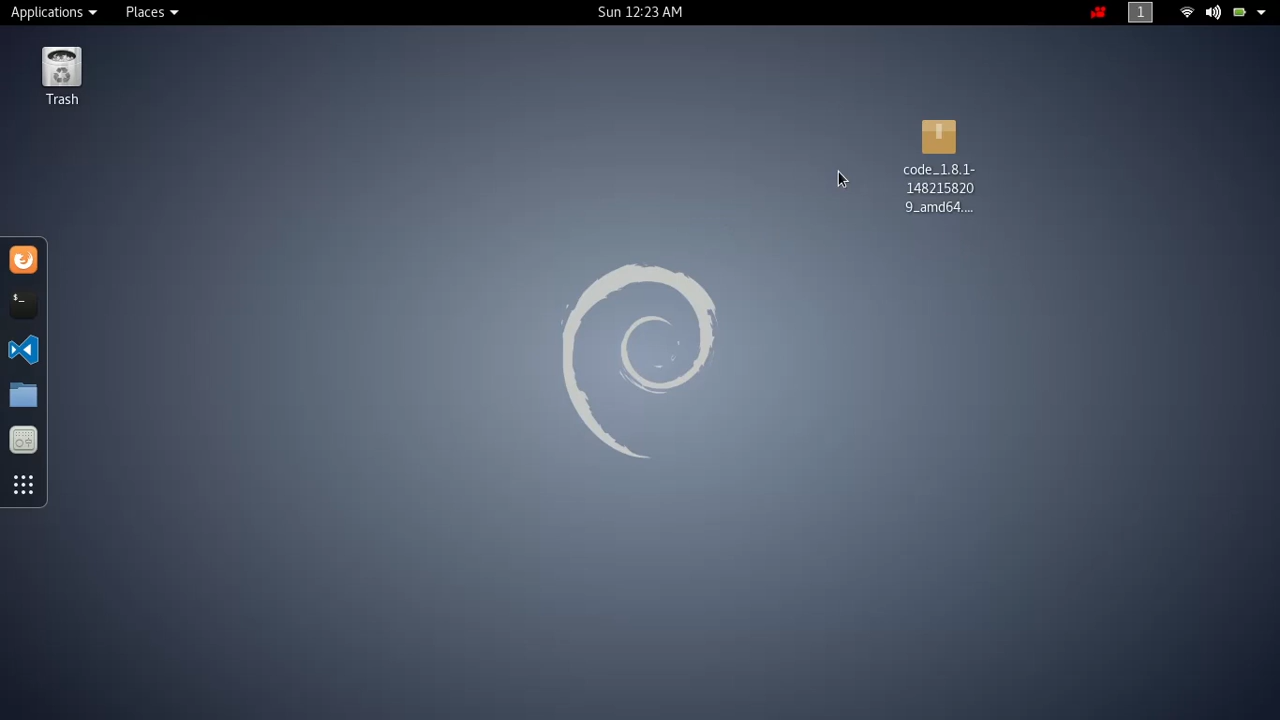 Applications
Places
Sun 12:23 AM
1
Trash
code_1.8.1-
148215820
9_amd64....
$_